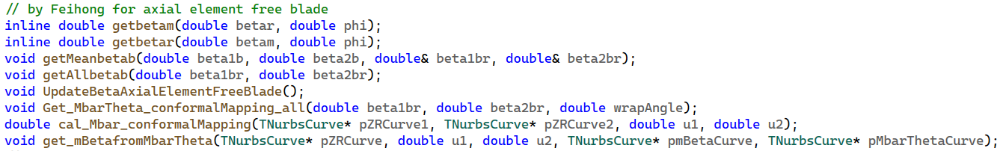 // by Feihong for axial element free blade
inline double getbetam(double betar, double phi);
inline double getbetar(double betam, double phi);
void getMeanbetab(double beta1b, double beta2b, double& beta1br, double& beta2br);
void getAllbetab(double beta1br, double beta2br);
void UpdateBetaAxialElementFreeBlade();
void Get_MbarTheta_conformalMapping_all(double beta1br, double beta2br, double wrapAngle);
double cal_Mbar_conformalMapping(TNurbsCurve* pZRCurve1, TNurbsCurve* pZRCurve2, double u1, double u2);
void get_mBetafromMbarTheta(TNurbsCurve* pZRCurve, double u1, double u2, TNurbsCurve* pmBetaCurve, TNurbsCurve* pMbarThetaCurve);